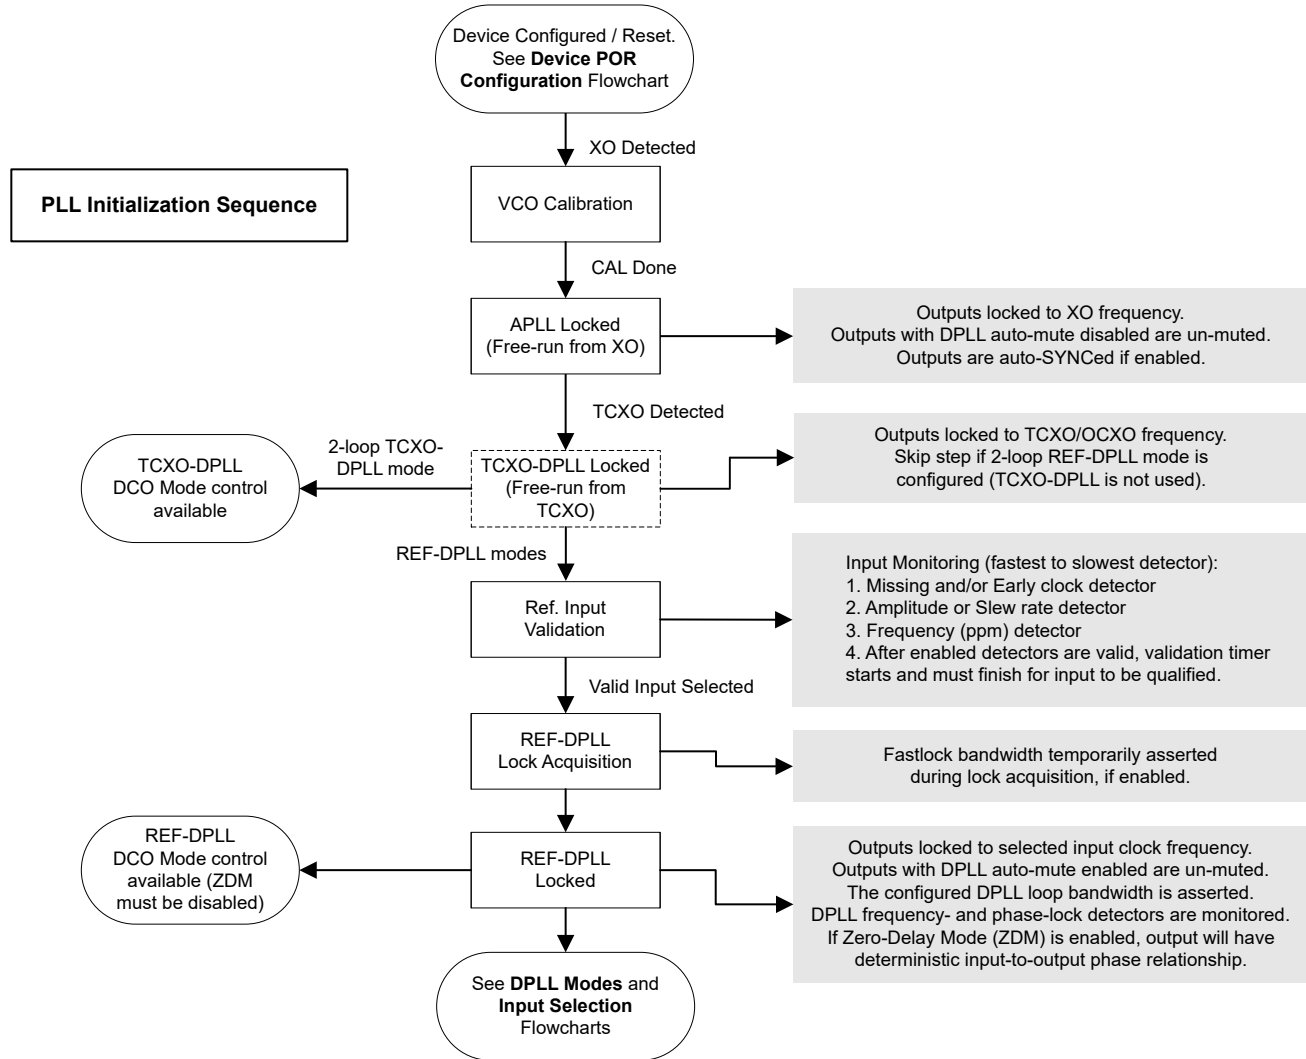 Device Configured / Reset.
See Device POR
Configuration Flowchart
XO Detected
PLL Initialization Sequence
VCO Calibration
CAL Done
APLL Locked
(Free-run from XO)
Outputs locked to XO frequency.
Outputs with DPLL auto-mute disabled are un-muted.
Outputs are auto-SYNCed if enabled.
TCXO Detected
2-loop TCXO-
DPLL mode
TCXO-DPLL
DCO Mode control
available
TCXO-DPLL Locked
(Free-run from
TCXO)
Outputs locked to TCXO/OCXO frequency.
Skip step if 2-loop REF-DPLL mode is
configured (TCXO-DPLL is not used).
REF-DPLL modes
Ref. Input
Validation
Input Monitoring (fastest to slowest detector):
1. Missing and/or Early clock detector
2. Amplitude or Slew rate detector
3. Frequency (ppm) detector
4. After enabled detectors are valid, validation timer
starts and must finish for input to be qualified.
Valid Input Selected
REF-DPLL
Lock Acquisition
Fastlock bandwidth temporarily asserted
during lock acquisition, if enabled.
REF-DPLL
DCO Mode control
available (ZDM
must be disabled)
REF-DPLL
Locked
Outputs locked to selected input clock frequency.
Outputs with DPLL auto-mute enabled are un-muted.
The configured DPLL loop bandwidth is asserted.
DPLL frequency- and phase-lock detectors are monitored.
If Zero-Delay Mode (ZDM) is enabled, output will have
deterministic input-to-output phase relationship.
See DPLL Modes and
Input Selection
Flowcharts